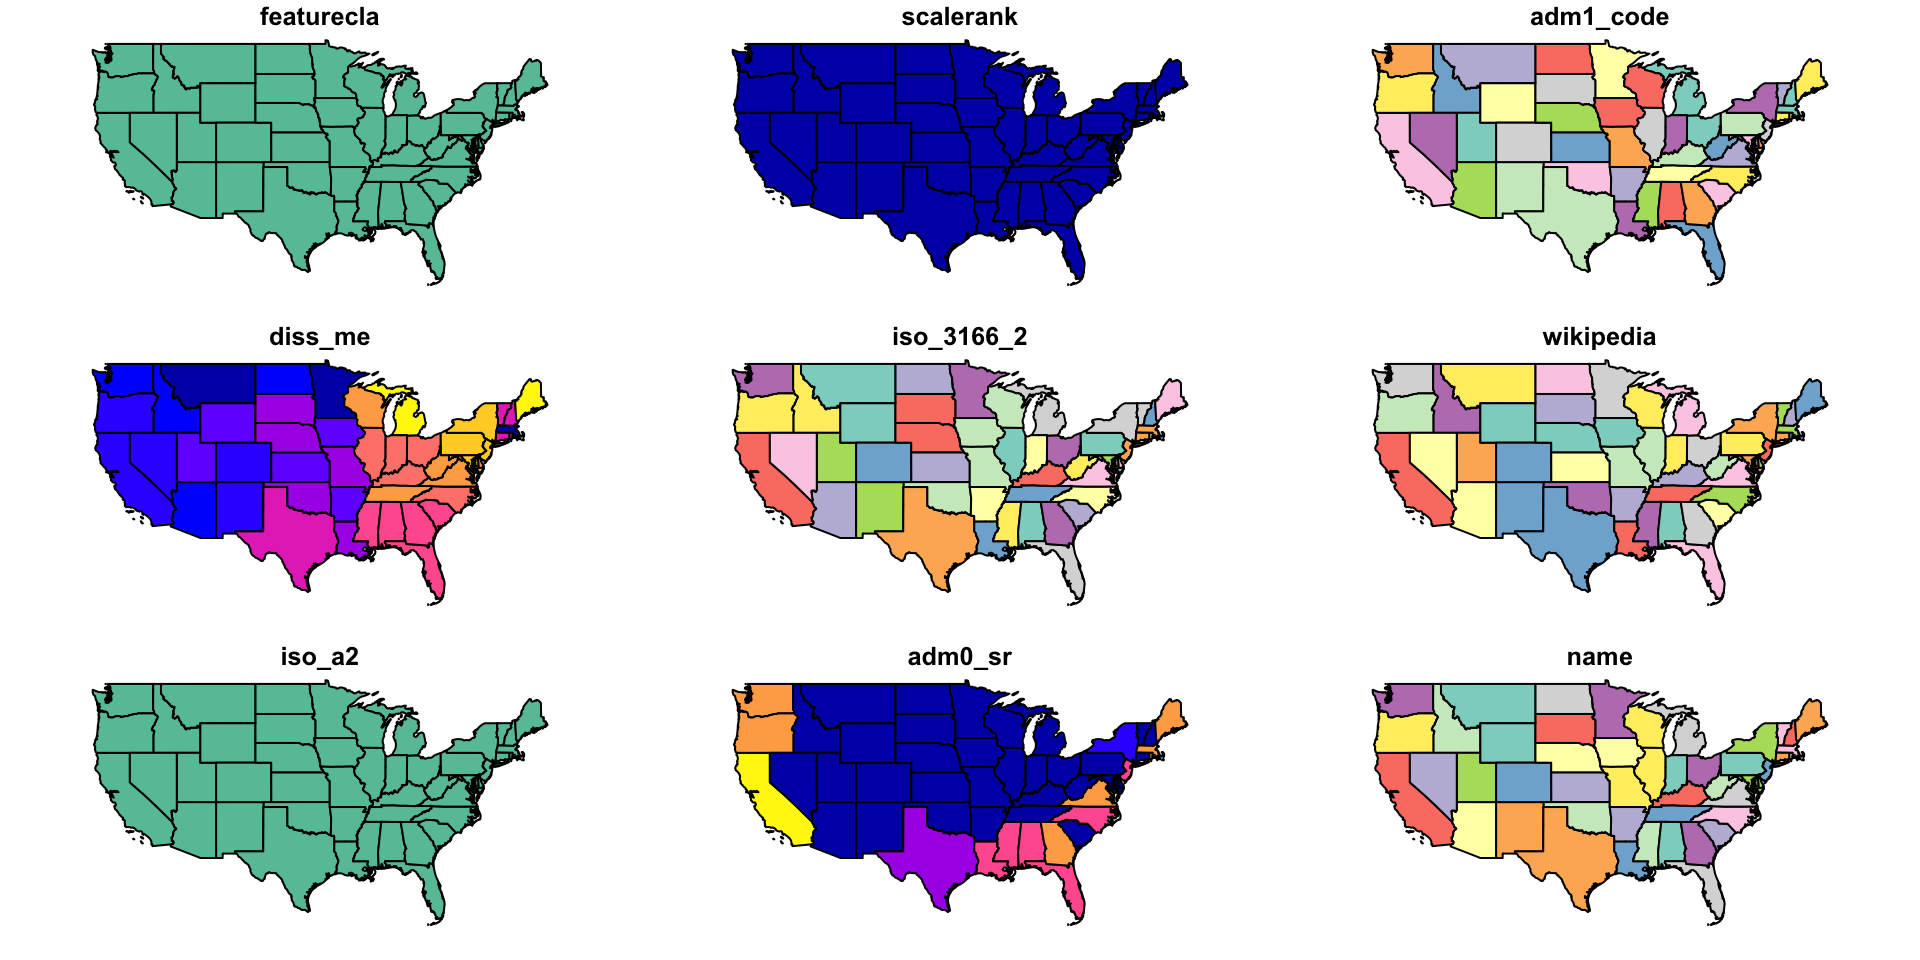 featurecla
scalerank
adm1_code
diss_me
iso_3166_2
wikipedia
iso_a2
adm0_sr
name